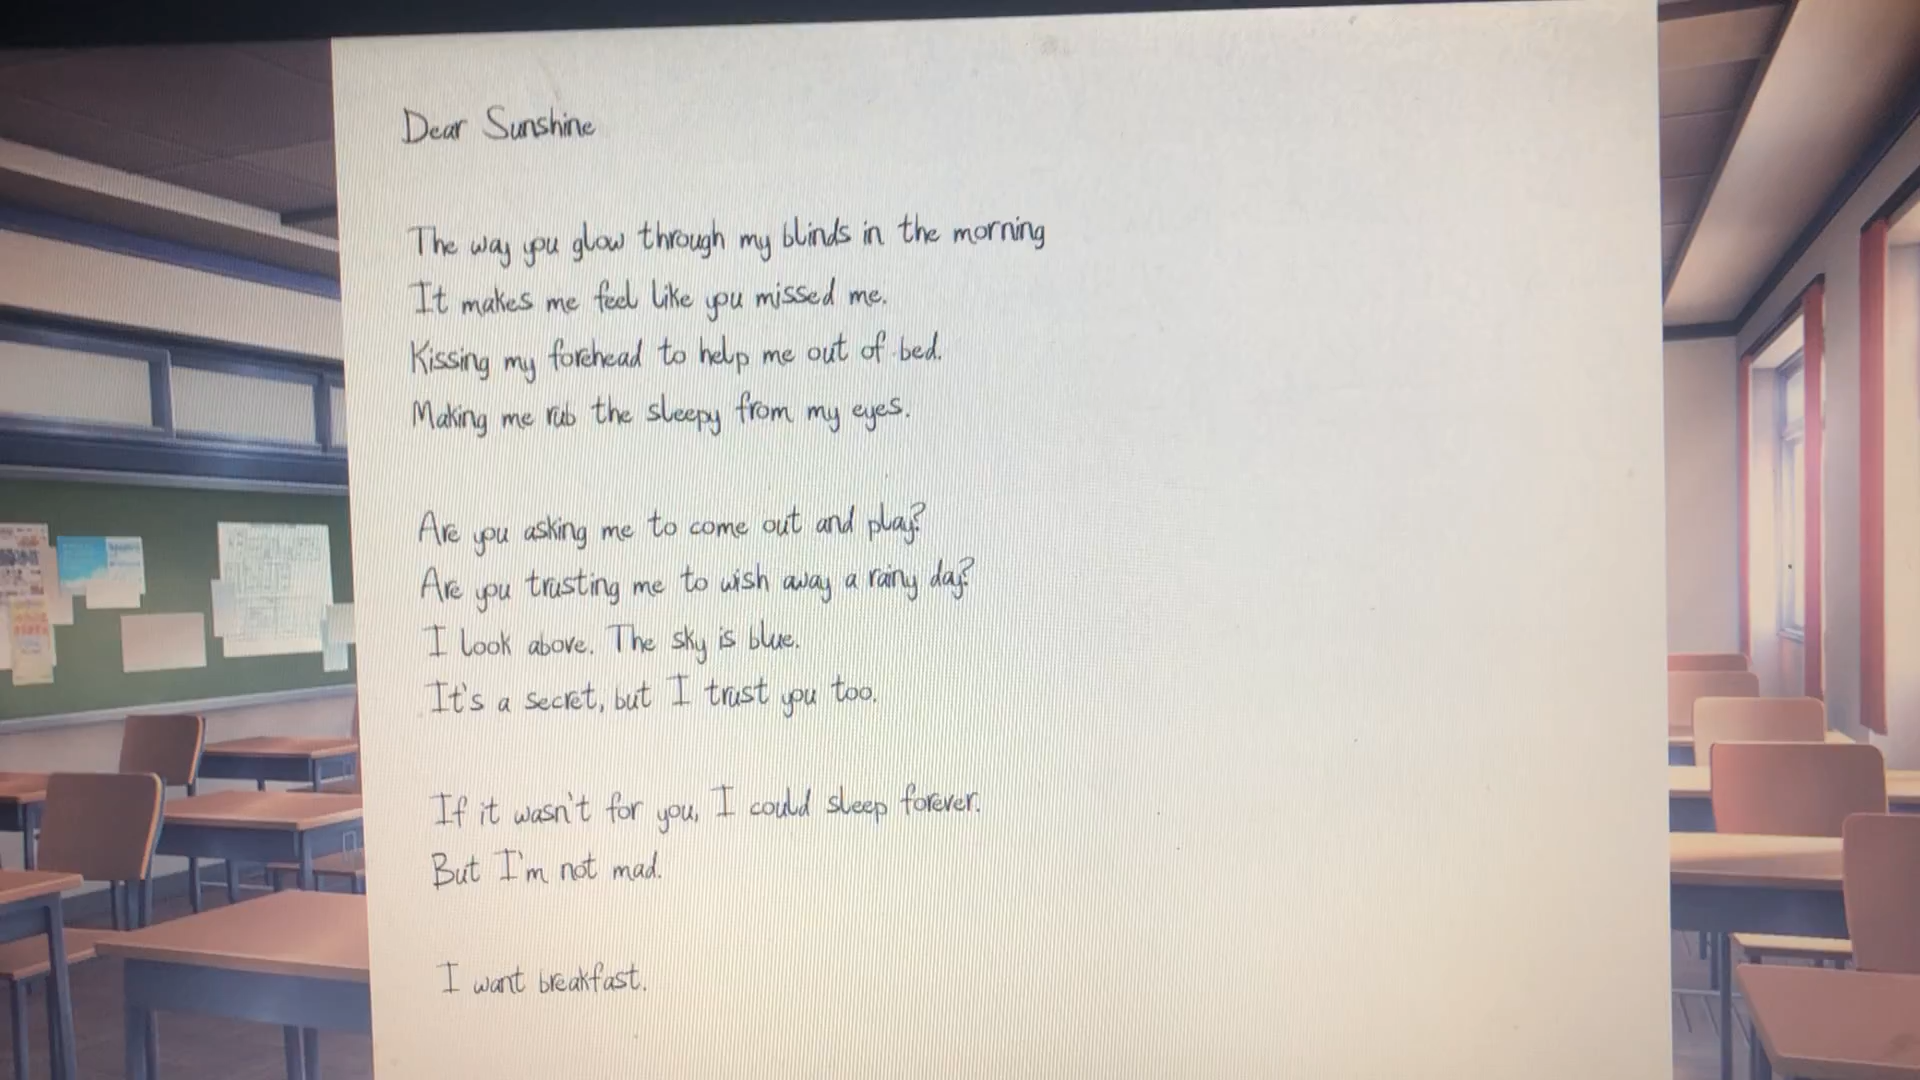 Dear Sunshine
The way you glow through my blinds in the morning
It makes me feel like you missed me.
Kissing my forehead to help me out of bed.
Making me rub the sleepy from my eyes.
Are you asking me to come out and play?
Are you trusting me to wish away a rainy day?
I look above. The sky is blue.
It's a secret, but I trust you too.
If it wasn't for you, I could sleep forever.
But I'm not mad.
I want breakfast.